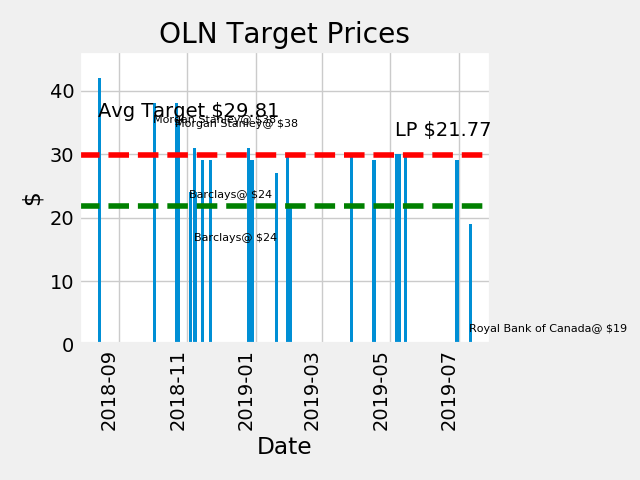 OLN Target Prices
40
Avg Target $29.81
Morgan Stanley@ $38
Morgan Stanley@ $38
LP $21.77
30
Barclays@ $24
$
20
Barclays@ $24
10
Royal Bank of Canada@ $19
0
2018-09
2018-11
2019-01
2019-03
2019-05
2019-07
Date